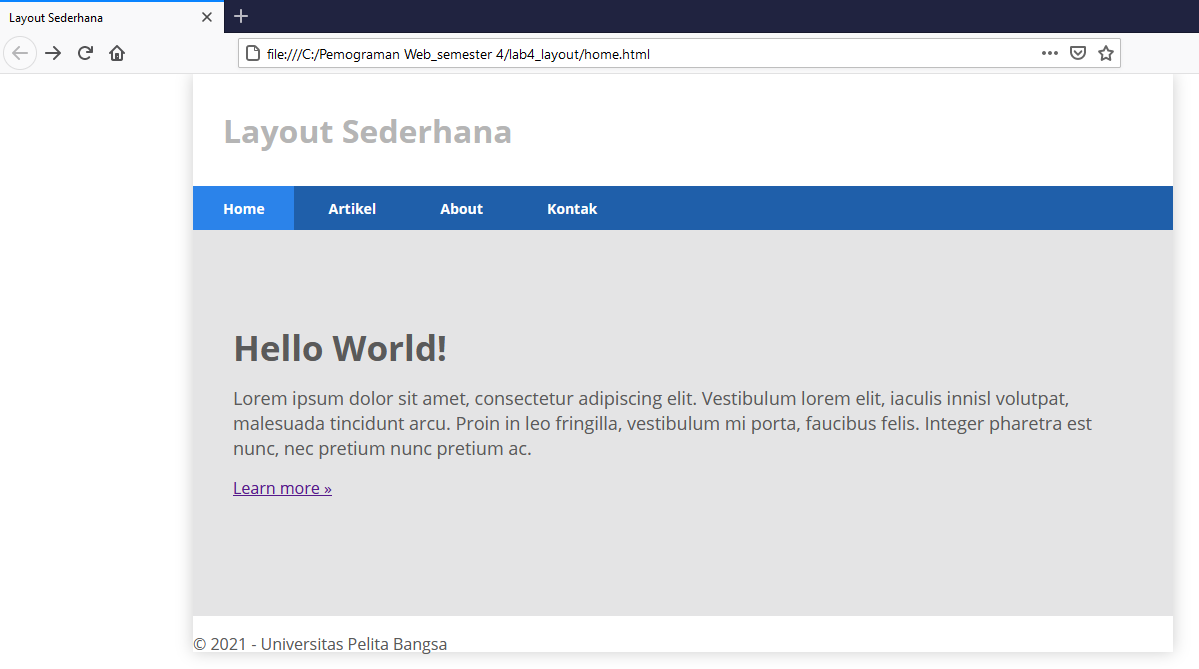 Layout Sederhana
file:///C:/Pemograman Web_semester 4/lab4_layout/home.html
Layout Sederhana
Home Artikel About Kontak
Hello World!
Lorem ipsum dolor sit amet, consectetur adipiscing elit. Vestibulum lorem elit, iaculis innisl volutpat,
malesuada tincidunt arcu. Proin in leo fringilla, vestibulum mi porta, faucibus felis. Integer pharetra est
nunc, nec pretium nunc pretium ac.
Learn more »
© 2021 - Universitas Pelita Bangsa